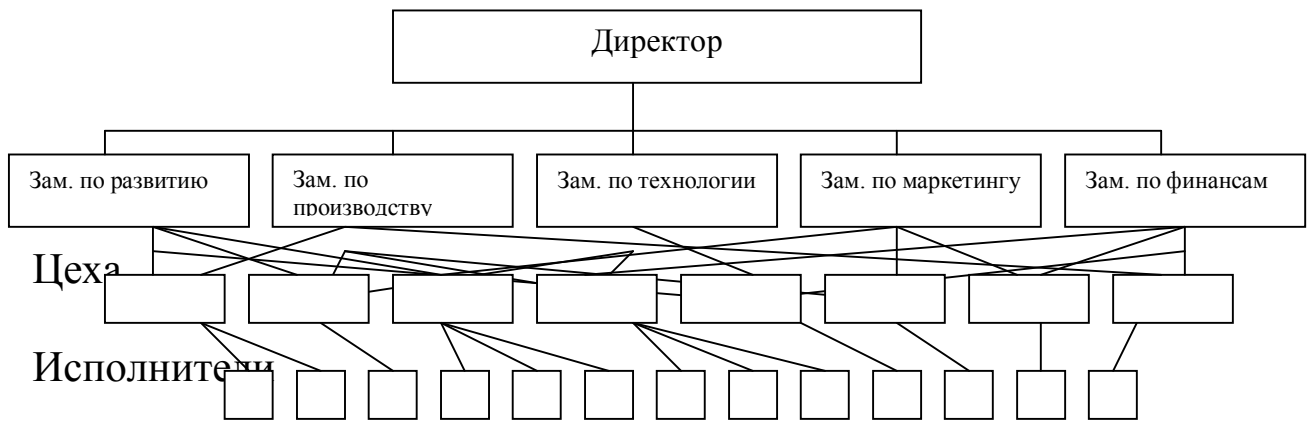 Директор
Зам. по развитию
Зам. по
производству
Зам. по технологии
Зам. по маркетингу
Зам. по финансам
Цеха
Исполнители